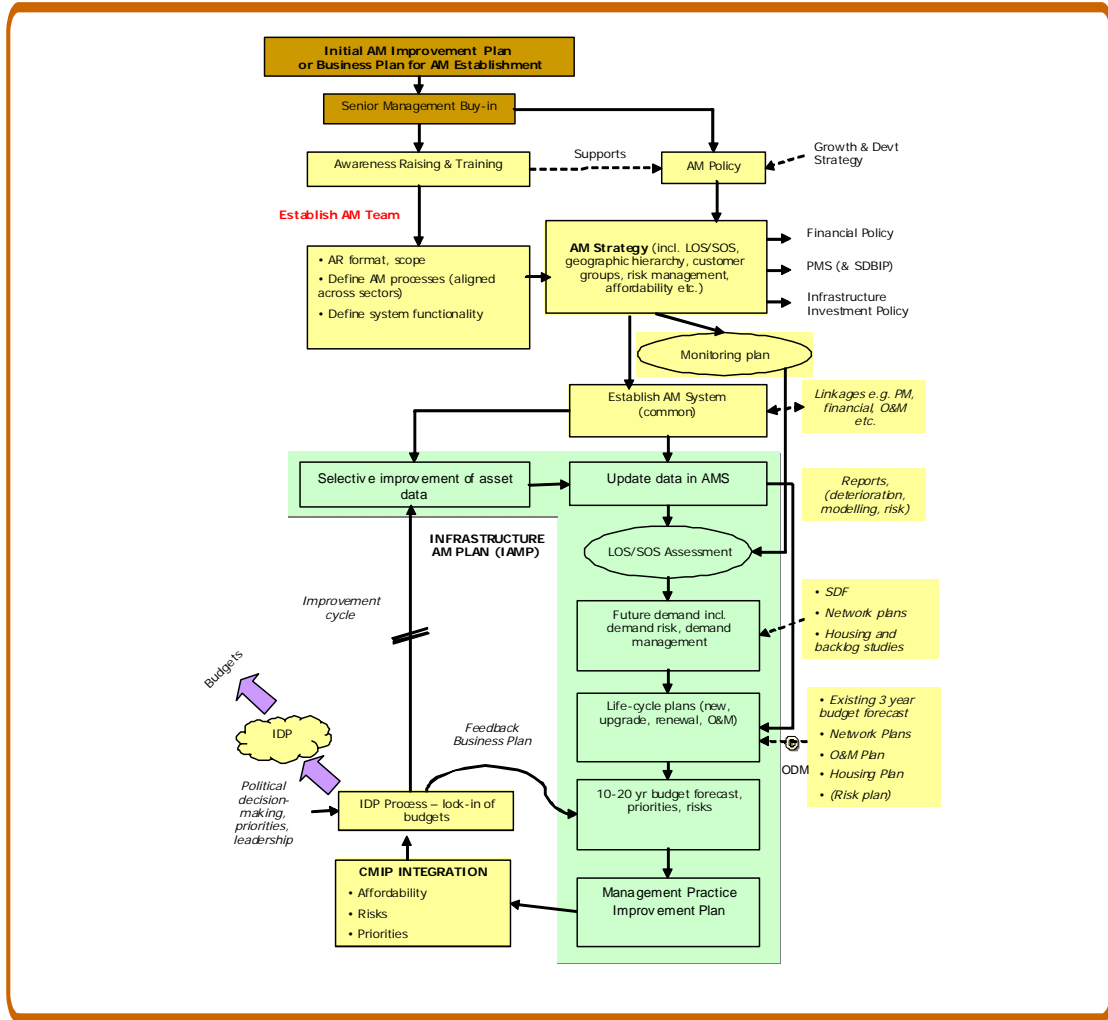 Initial AM Improvement Plan
or Business Plan for AM Establishment
Senior Management Buy-in
Awareness Raising & Training
Supports
AM Policy
Growth & Devt
Strategy
Establish AM Team
• AR format, scope
• Define AM processes (aligned
across sectors)
• Define system functionality
AM Strategy (incl. LOS/SOS,
geographic hierarchy, customer
groups, risk management,
affordability etc.)
Financial Policy
PMS (& SDBIP)
Infrastructure
Investment Policy
Monitoring plan
Establish AM System
(common)
Linkages e.g. PM,
financial, O&M
etc.
Selective improvement of asset
data
Update data in AMS
Reports,
(deterioration,
modelling, risk)
INFRASTRUCTURE
AM PLAN (IAMP)
LOS/SOS Assessment
Improvement
cycle
Future demand incl.
demand risk, demand
management
• SDF
• Network plans
• Housing and
backlog studies
Budgets
IDP
Feedback
Business Plan
Life-cycle plans (new,
upgrade, renewal, O&M)
ODM
• Existing 3 year
budget forecast
• Network Plans
• O&M Plan
• Housing Plan
• (Risk plan)
Political
decision-
making,
priorities,
leadership
IDP Process – lock-in of
budgets
10-20 yr budget forecast,
priorities, risks
CMIP INTEGRATION
• Affordability
• Risks
• Priorities
Management Practice
Improvement Plan